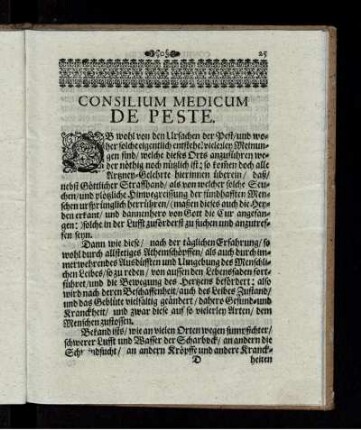 25
CONSILIUM MEDICUM
DE PESTE.
OB wohl von den Ursachen der Pest / und wo-
her solche eigentlich entstehe / vielerley Meinun-
gen sind / welche dieses Orts anzuführen we-
der nöthig noch nützlich ist ; so kom̃en doch alle
Artzney-Gelehrte hierinnen überein / daß /
nebst Göttlicher Straffhand / als von welcher solche Seu-
chen / und plötzliche Hinwegreissung der sündhafften Men-
schen ursprünglich herrühren / (massen dieses auch die Hey-
den erkant / und dannenhero von Gott die Cur angefan-
gen :) solche in der Lufft zuförderst zu suchen und anzutref-
fen seyn.
Dann wie diese / nach der täglichen Erfahrung / so
wohl durch allstetiges Athemschöpffen / als auch durch im-
merwehrendes Ausdüfften und Umgebung des Menschli-
chen Leibes / so zu reden / von aussen den Lebensfaden fort-
führet / und die Bewegung des Hertzens befördert ; also
wird nach deren Beschaffenheit / auch des Leibes Zustand /
und das Geblüte vielfältig geändert / dahero Gesund- und
Kranckheit / und zwar diese auf so vielerley Arten / dem
Menschen zustossen.
Bekand ists / wie an vielen Orten wegen sumpfichter /
schwerer Lufft und Wasser der Scharbock / an andern die
an andern Kröpffe und andere Kranck-
D heiten